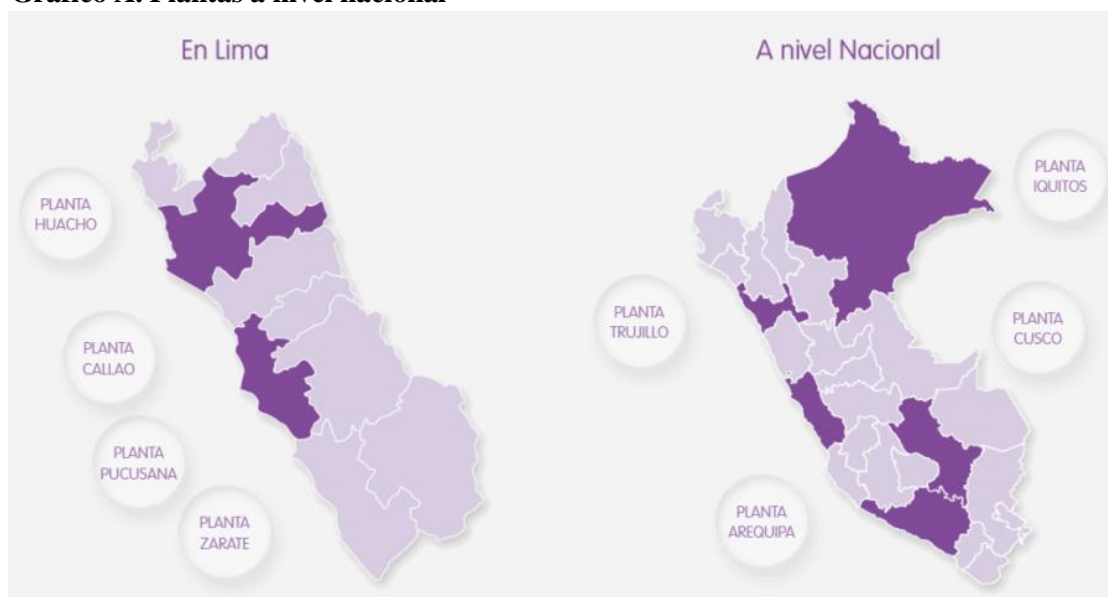 Gráfico A. Plantas a nivel nacional
En Lima
PLANTA
HUACHO
PLANTA
CALLAO
PLANTA
PUCUSANA
PLANTA
ZARATE
A nivel Nacional
PLANTA
IQUITOS
PLANTA
TRUJILLO
PLANTA
CUSCO
PLANTA
AREQUIPA